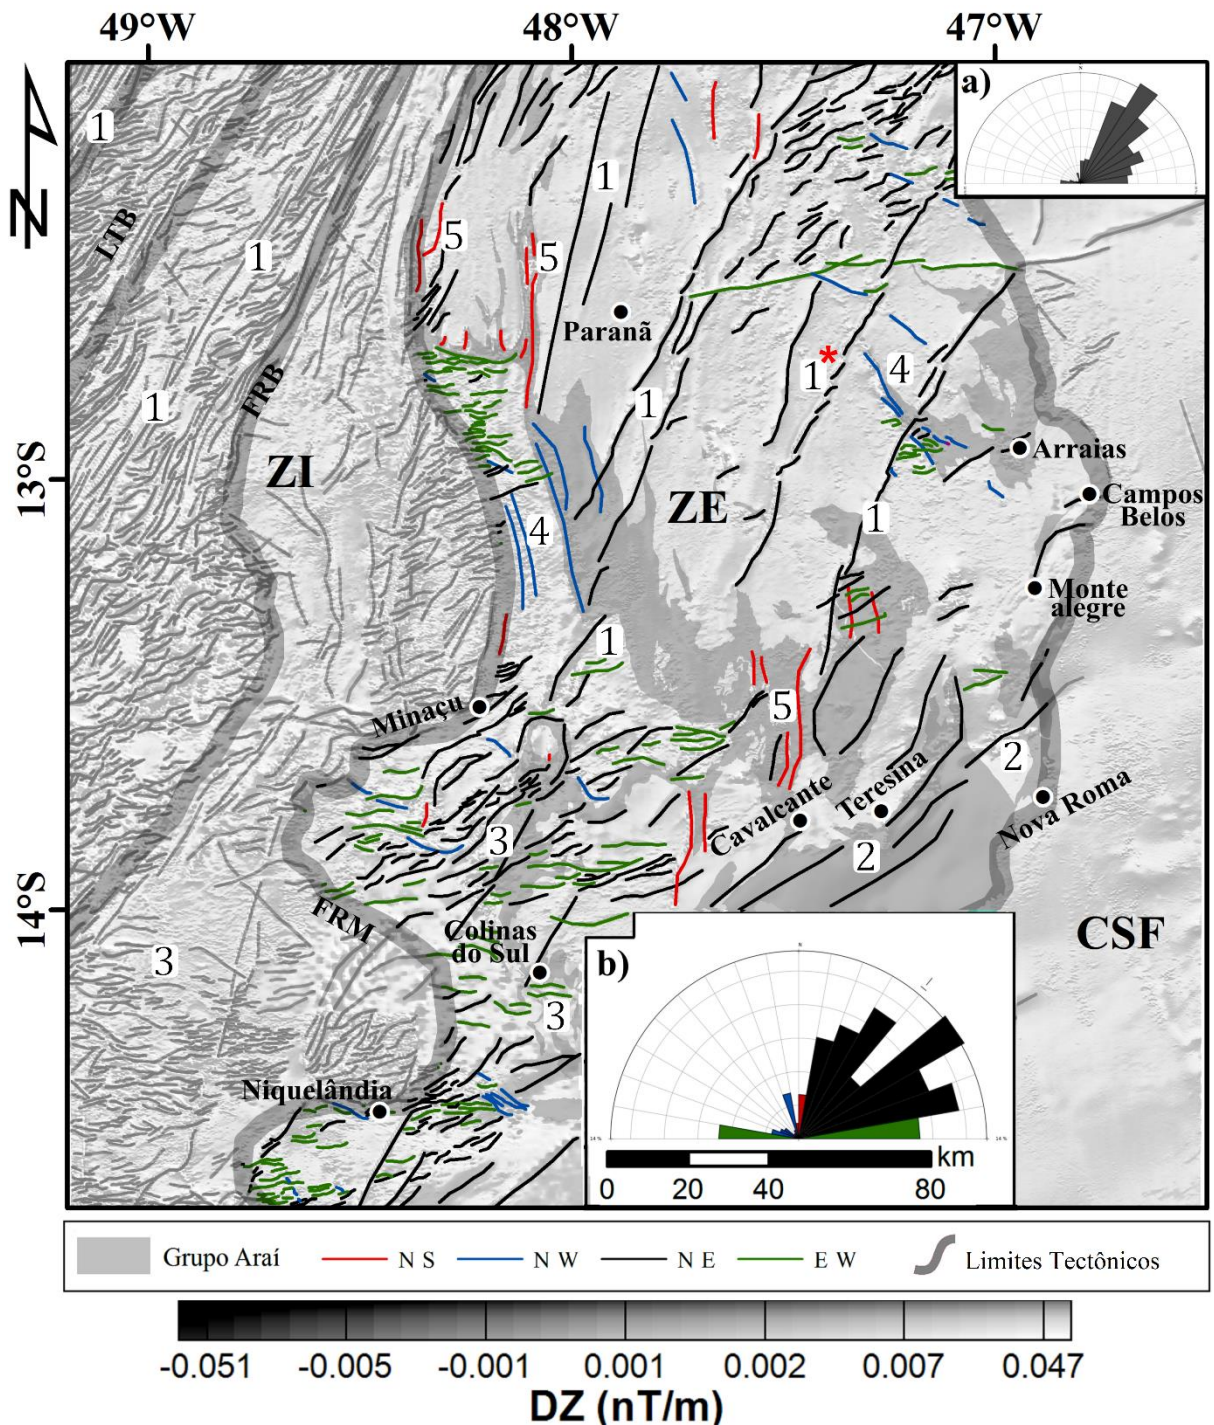 49°W 48°W 47°W
a)
N
1
LTB
1
1
5
5
Paranã
1*
4
FRB
1
1
ZI
ZE
Arraias
13°S
Campos
Belos
4
1
Monte
alegre
1
Minaçu
5
2
Cavalcante
Teresina
Nova Roma
3
2
14°S
FRM
Colinas
do Sul
CSF
3
3
b)
Niquelândia
km
0 20 40 80
Grupo Araí N S N W N E E W Limites Tectônicos
-0.051 -0.005 -0.001 0.001 0.002 0.007 0.047
DZ (nT/m)